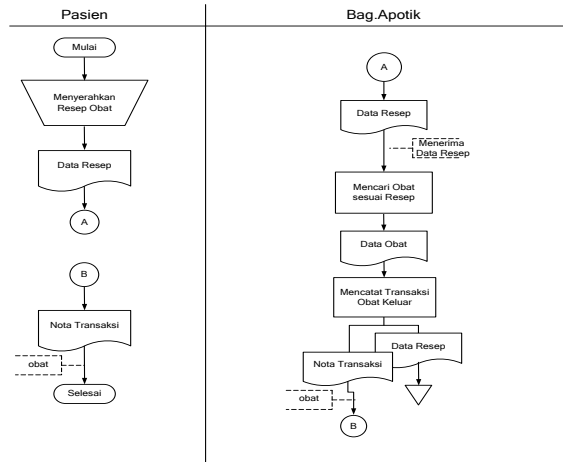 Pasien
Mulai
Menyerahkan
Resep Obat
Data Resep
A
B
Nota Transaksi
obat
Selesai
Bag.Apotik
A
Data Resep
Menerima
Data Resep
Mencari Obat
sesuai Resep
Data Obat
Mencatat Transaksi
Obat Keluar
Data Resep
Nota Transaksi
obat
B